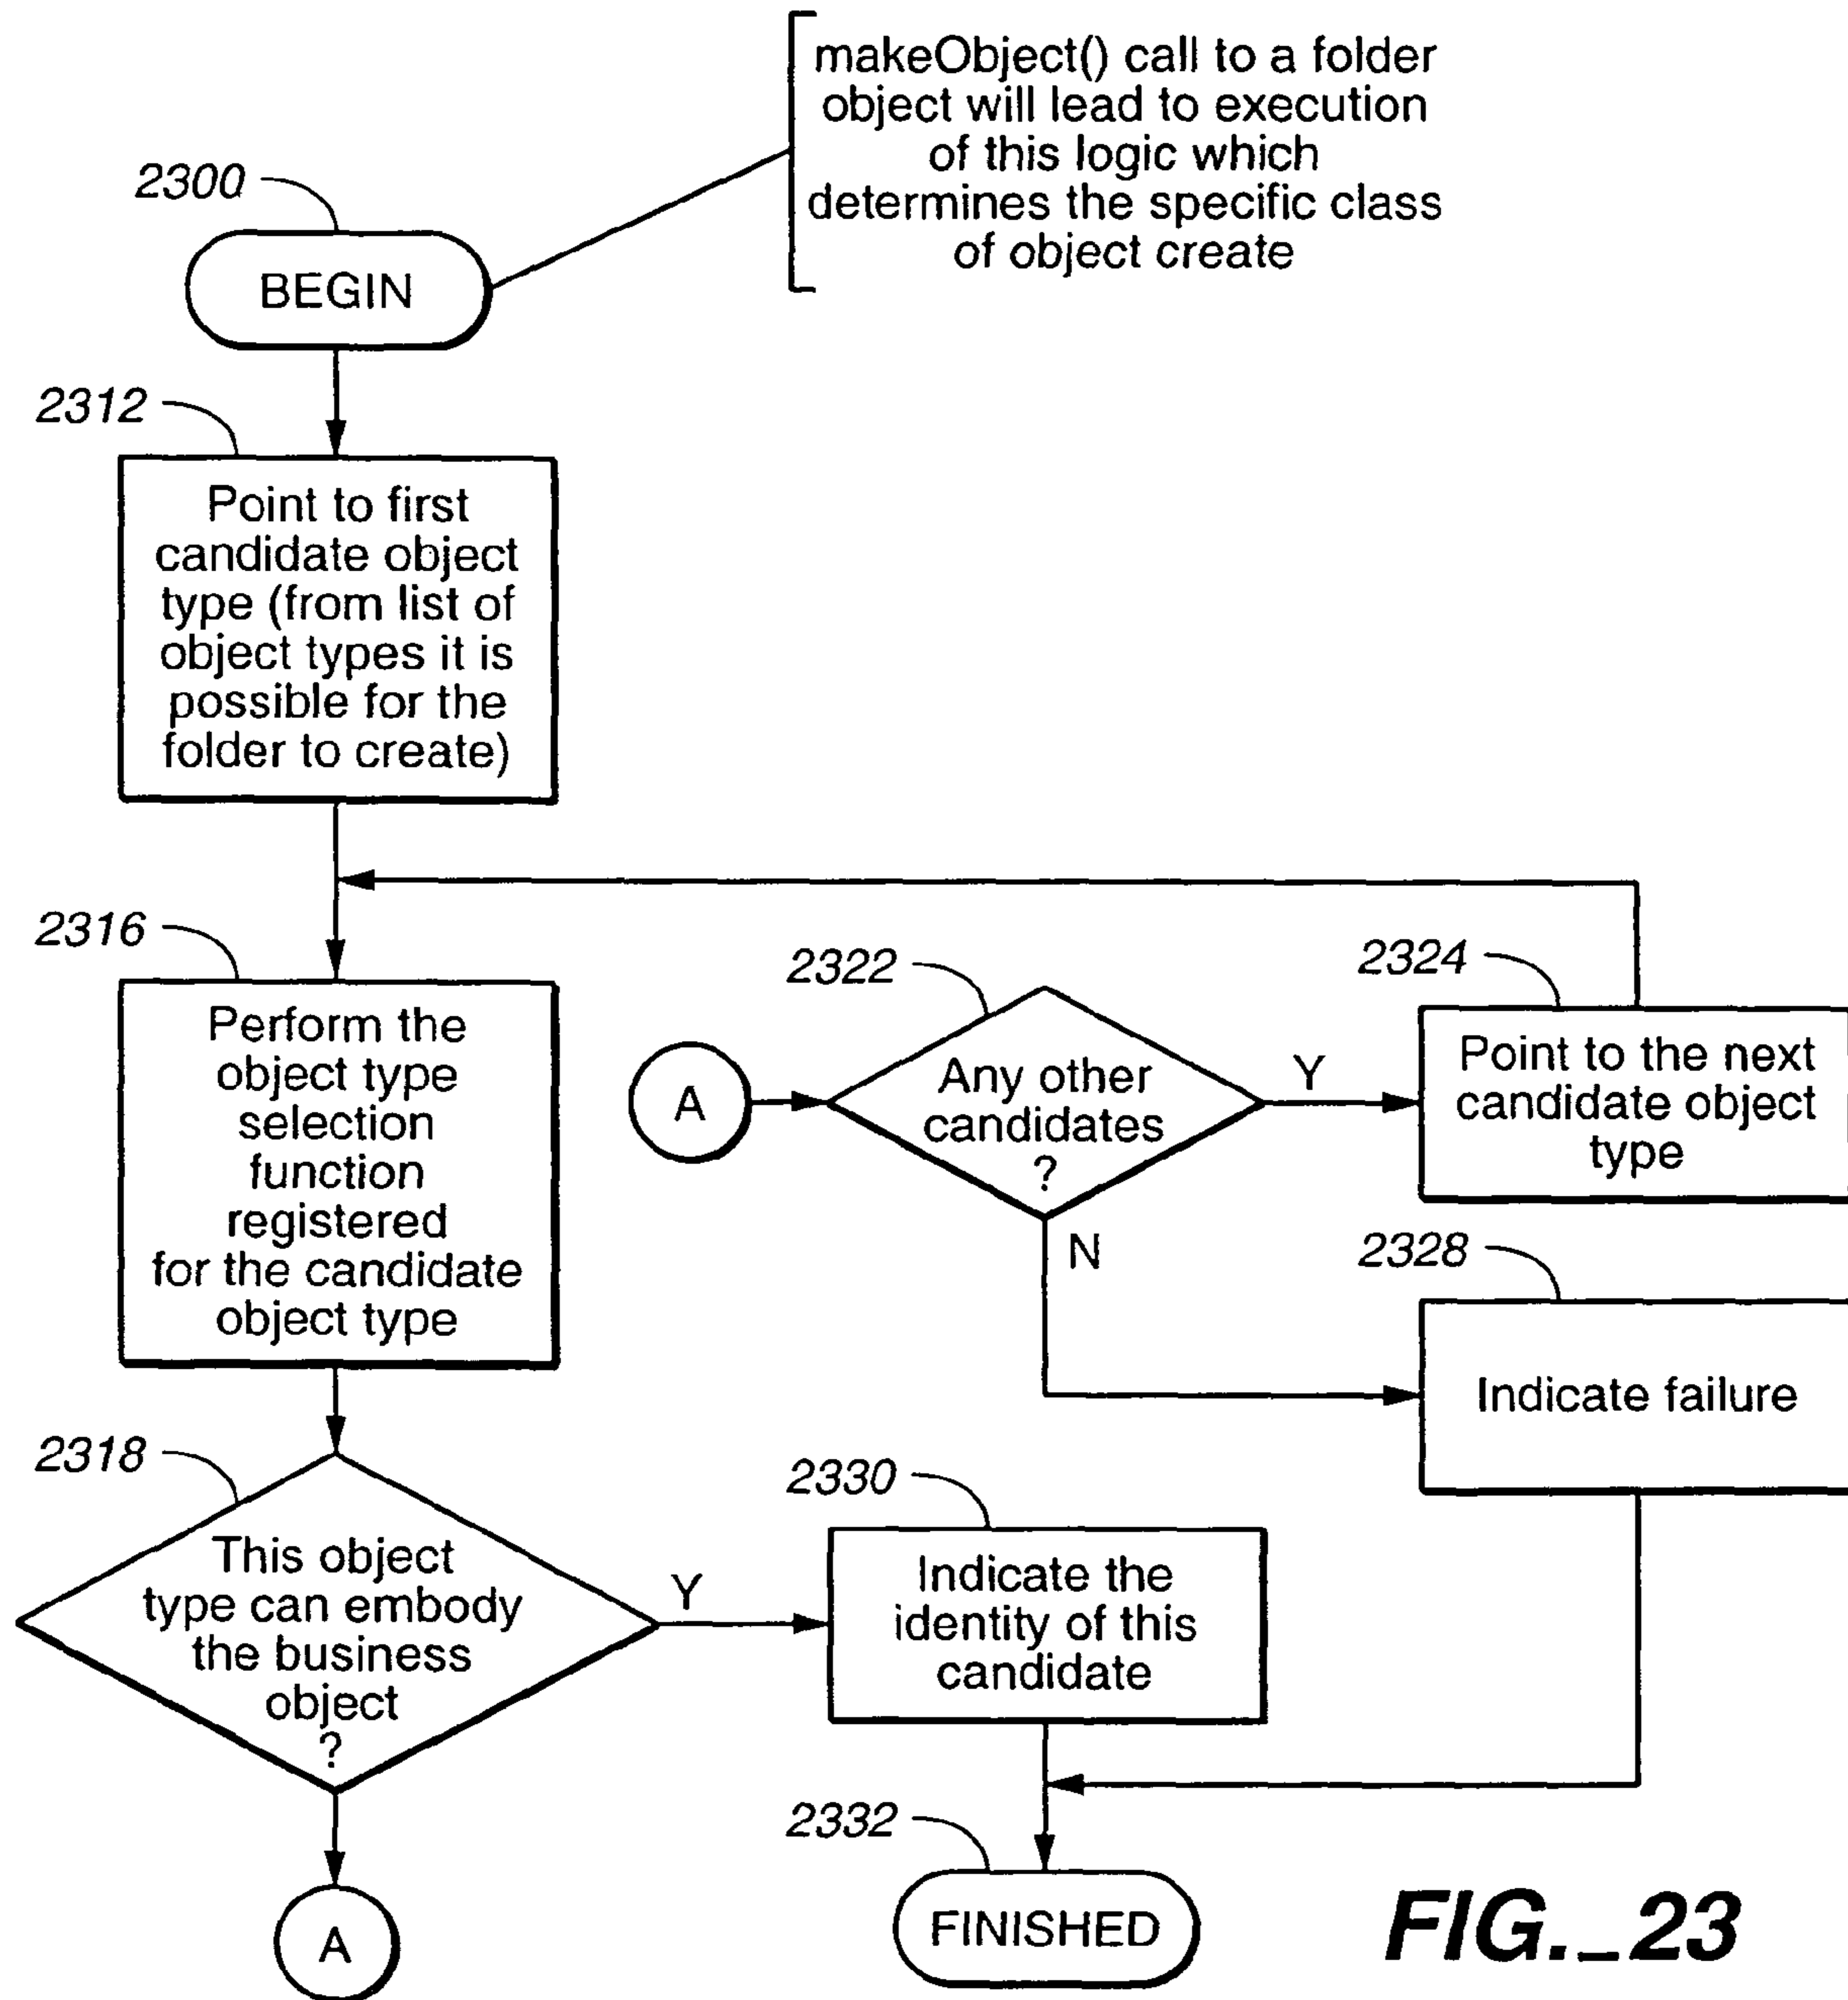 makeObject() call to a folder
object will lead to execution
of this logic which
determines the specific class
of object create
2300
BEGIN
2312
Point to first
candidate object
type (from list of
object types it is
possible for the
folder to create)
2316
Perform the
object type
selection
function
registered
for the candidate
object type
2322
A
Any other
candidates
?
Y
N
2324
Point to the next
candidate object
type
2328
Indicate failure
2318
This object
type can embody
the business
object
?
Y
2330
Indicate the
identity of this
candidate
A
2332
FINISHED
FIG._23